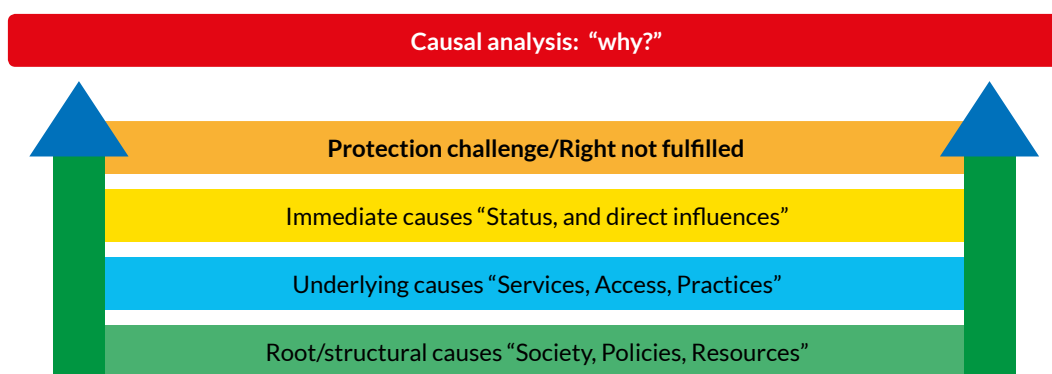 Causal analysis: “why?”
Protection challenge/Right not fulfilled
Immediate causes “Status, and direct influences”
Underlying causes “Services, Access, Practices”
Root/structural causes “Society, Policies, Resources”